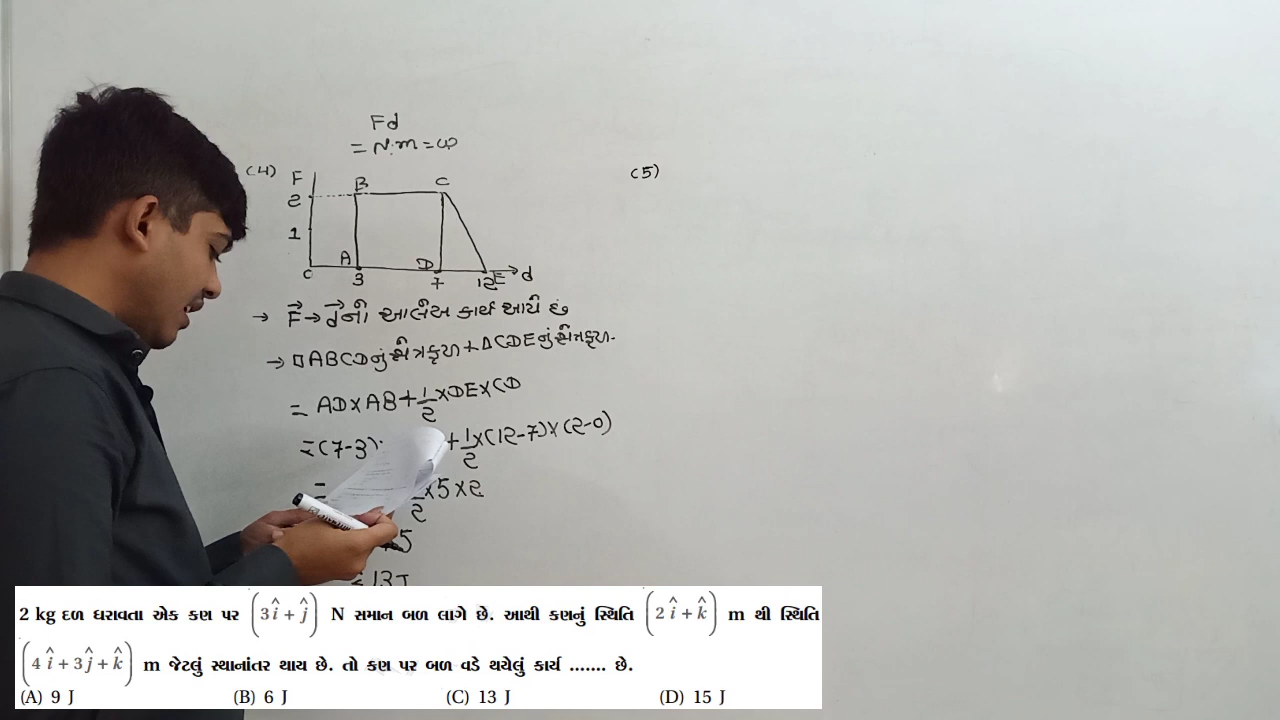 Fd
= N·m = ω
(4) F B C
2
1
A D
0 3 7 12 E d
→ F→dનો આલેખ કાર્ય આપે છે
→ □ABCDનું ક્ષેત્રફળ + ΔCDEનું ક્ષેત્રફળ.
= AD×AB+1/2×DE×CD
=(7-3) +1/2×(12-7)×(2-0)
= ×5×2
5
= 13J
(5)
2 kg દળ ધરાવતા એક કણ પર (3î + ĵ) N સમાન બળ લાગે છે. આથી કણનું સ્થિતિ (2î + k̂) m થી સ્થિતિ
(4î + 3ĵ + k̂) m જેટલું સ્થાનાંતર થાય છે. તો કણ પર બળ વડે થયેલું કાર્ય ....... છે.
(A) 9 J (B) 6 J (C) 13 J (D) 15 J